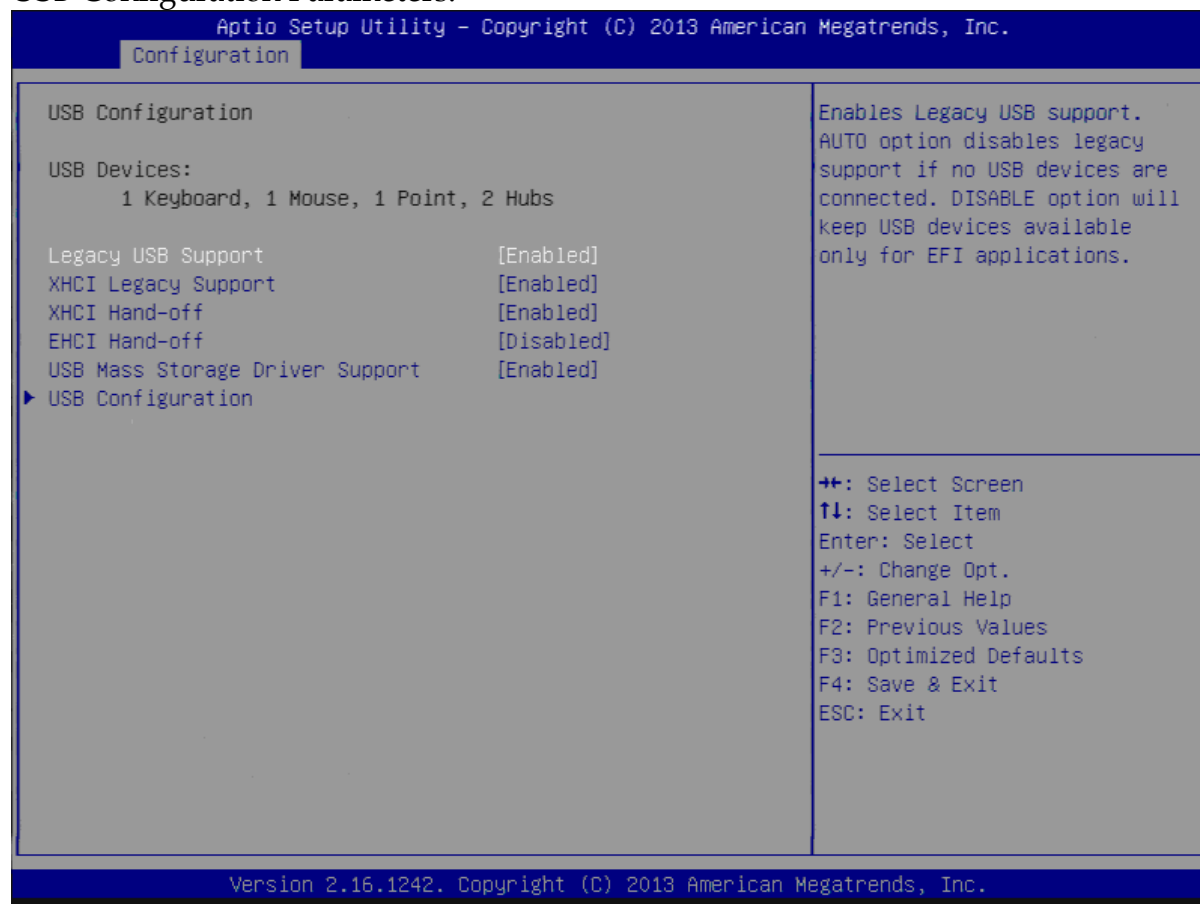 USB Configuration Parameters.
Aptio Setup Utility – Copyright (C) 2013 American Megatrends, Inc.
Configuration
USB Configuration
USB Devices:
1 Keyboard, 1 Mouse, 1 Point, 2 Hubs
Legacy USB Support [Enabled]
XHCI Legacy Support [Enabled]
XHCI Hand-off [Enabled]
EHCI Hand-off [Disabled]
USB Mass Storage Driver Support [Enabled]
▶ USB Configuration
Enables Legacy USB support.
AUTO option disables legacy
support if no USB devices are
connected. DISABLE option will
keep USB devices available
only for EFI applications.
→←: Select Screen
↑↓: Select Item
Enter: Select
+/-: Change Opt.
F1: General Help
F2: Previous Values
F3: Optimized Defaults
F4: Save & Exit
ESC: Exit
Version 2.16.1242. Copyright (C) 2013 American Megatrends, Inc.